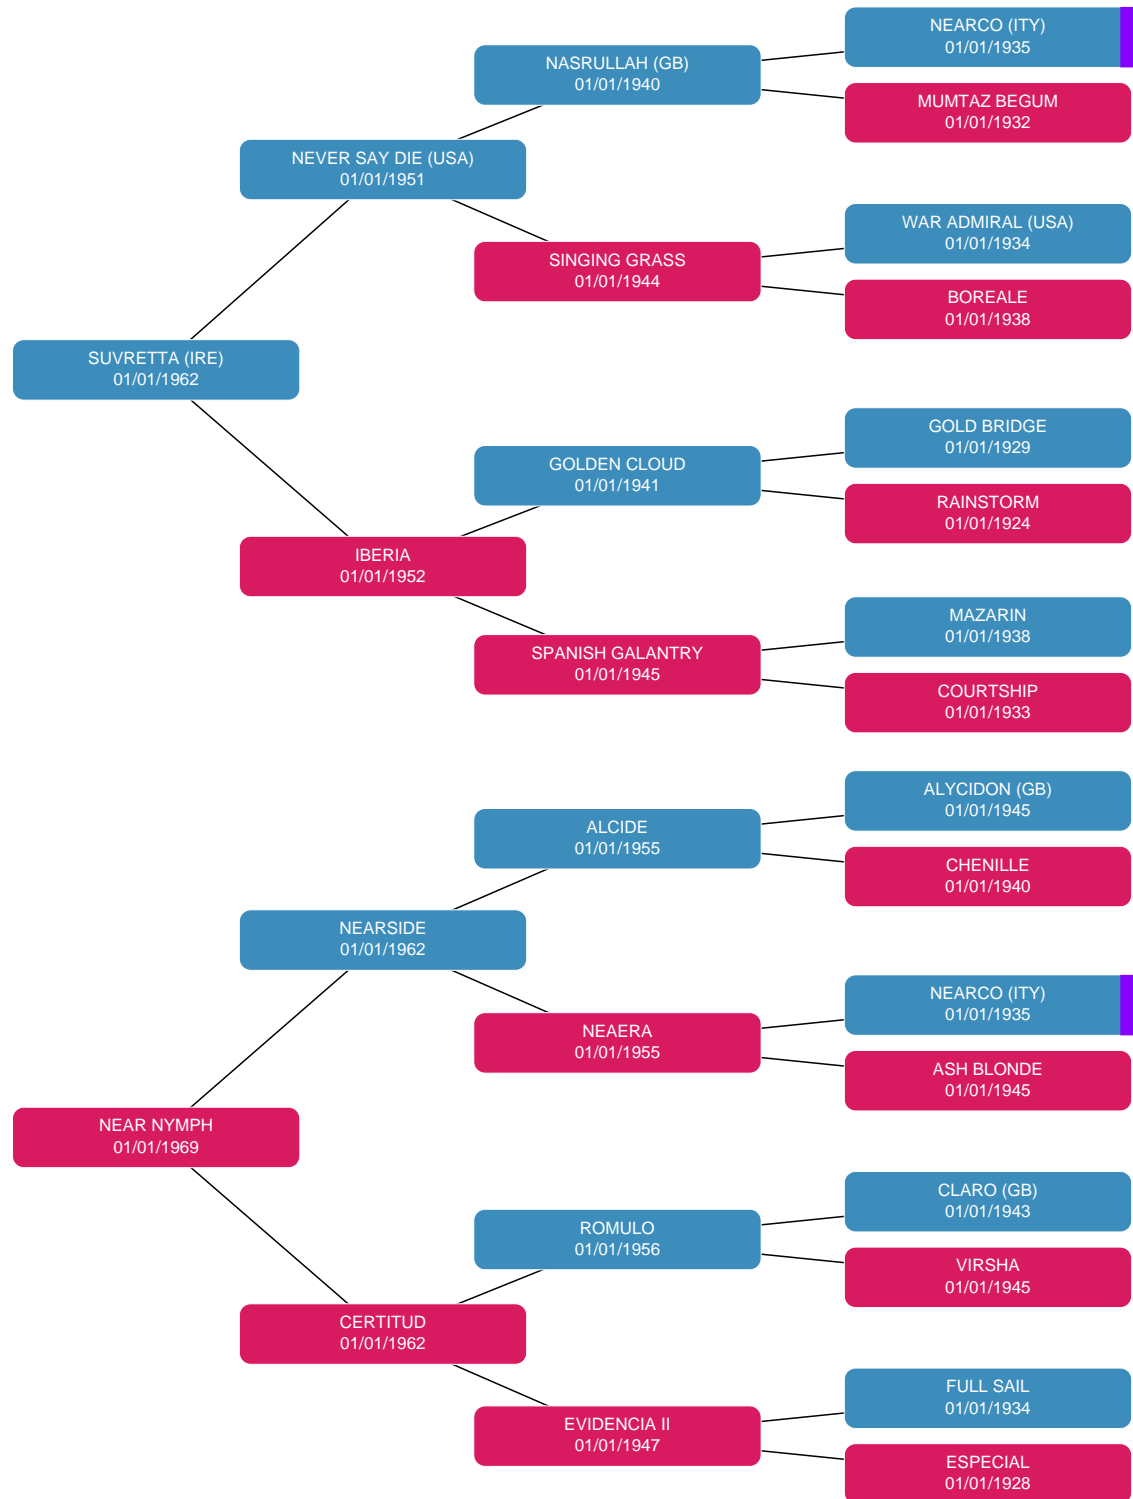 NEARCO (ITY)
01/01/1935
NASRULLAH (GB)
01/01/1940
MUMTAZ BEGUM
01/01/1932
NEVER SAY DIE (USA)
01/01/1951
WAR ADMIRAL (USA)
01/01/1934
SINGING GRASS
01/01/1944
BOREALE
01/01/1938
SUVRETTA (IRE)
01/01/1962
GOLD BRIDGE
01/01/1929
GOLDEN CLOUD
01/01/1941
RAINSTORM
01/01/1924
IBERIA
01/01/1952
MAZARIN
01/01/1938
SPANISH GALANTRY
01/01/1945
COURTSHIP
01/01/1933
ALYCIDON (GB)
01/01/1945
ALCIDE
01/01/1955
CHENILLE
01/01/1940
NEARSIDE
01/01/1962
NEARCO (ITY)
01/01/1935
NEAERA
01/01/1955
ASH BLONDE
01/01/1945
NEAR NYMPH
01/01/1969
CLARO (GB)
01/01/1943
ROMULO
01/01/1956
VIRSHA
01/01/1945
CERTITUD
01/01/1962
FULL SAIL
01/01/1934
EVIDENCIA II
01/01/1947
ESPECIAL
01/01/1928